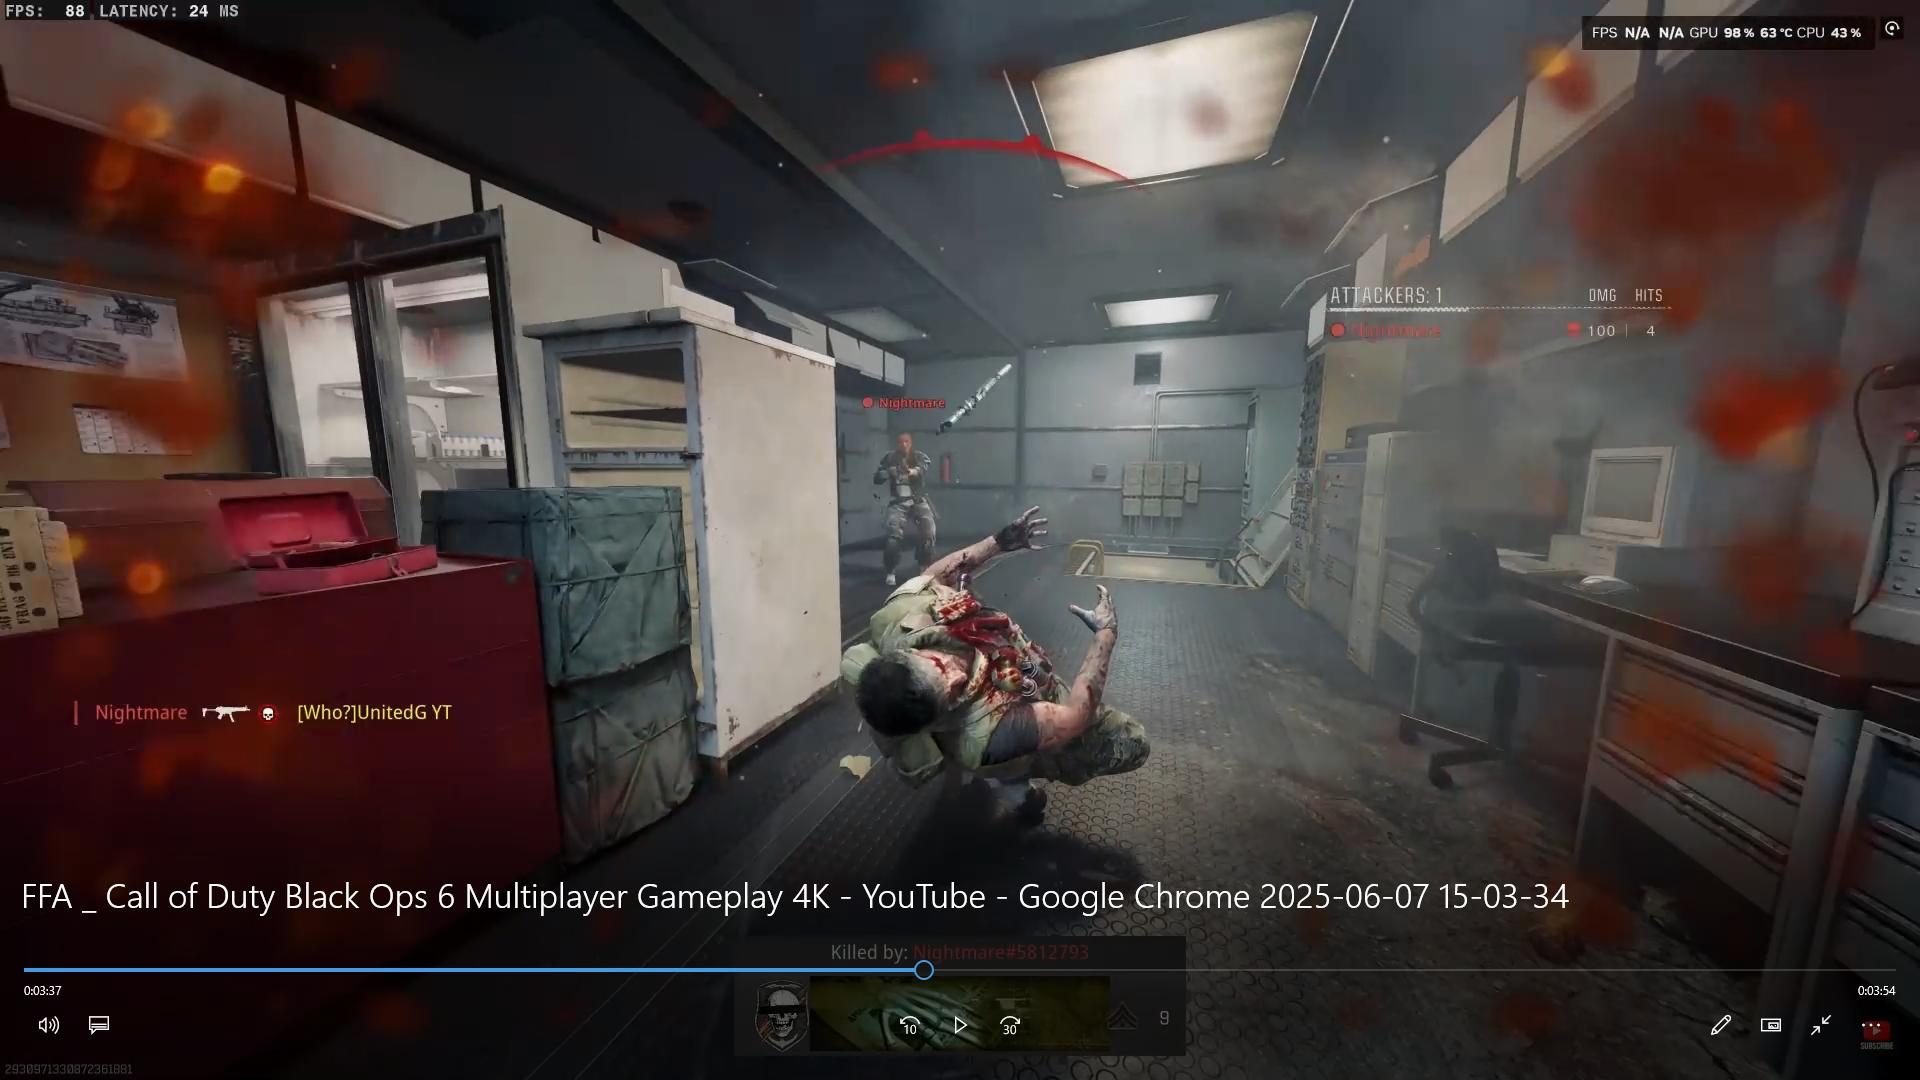 FPS: 88 LATENCY: 24 MS
FPS N/A N/A GPU 98% 63°C CPU 43%
ATTACKERS: 1 DMG HITS
Nightmare 100 | 4
Nightmare
Nightmare [Who?]UnitedG YT
FFA _ Call of Duty Black Ops 6 Multiplayer Gameplay 4K - YouTube - Google Chrome 2025-06-07 15-03-34
Killed by: Nightmare#5812793
0:03:37
0:03:54
10
30
9
SUBSCRIBE
2930971330872361881